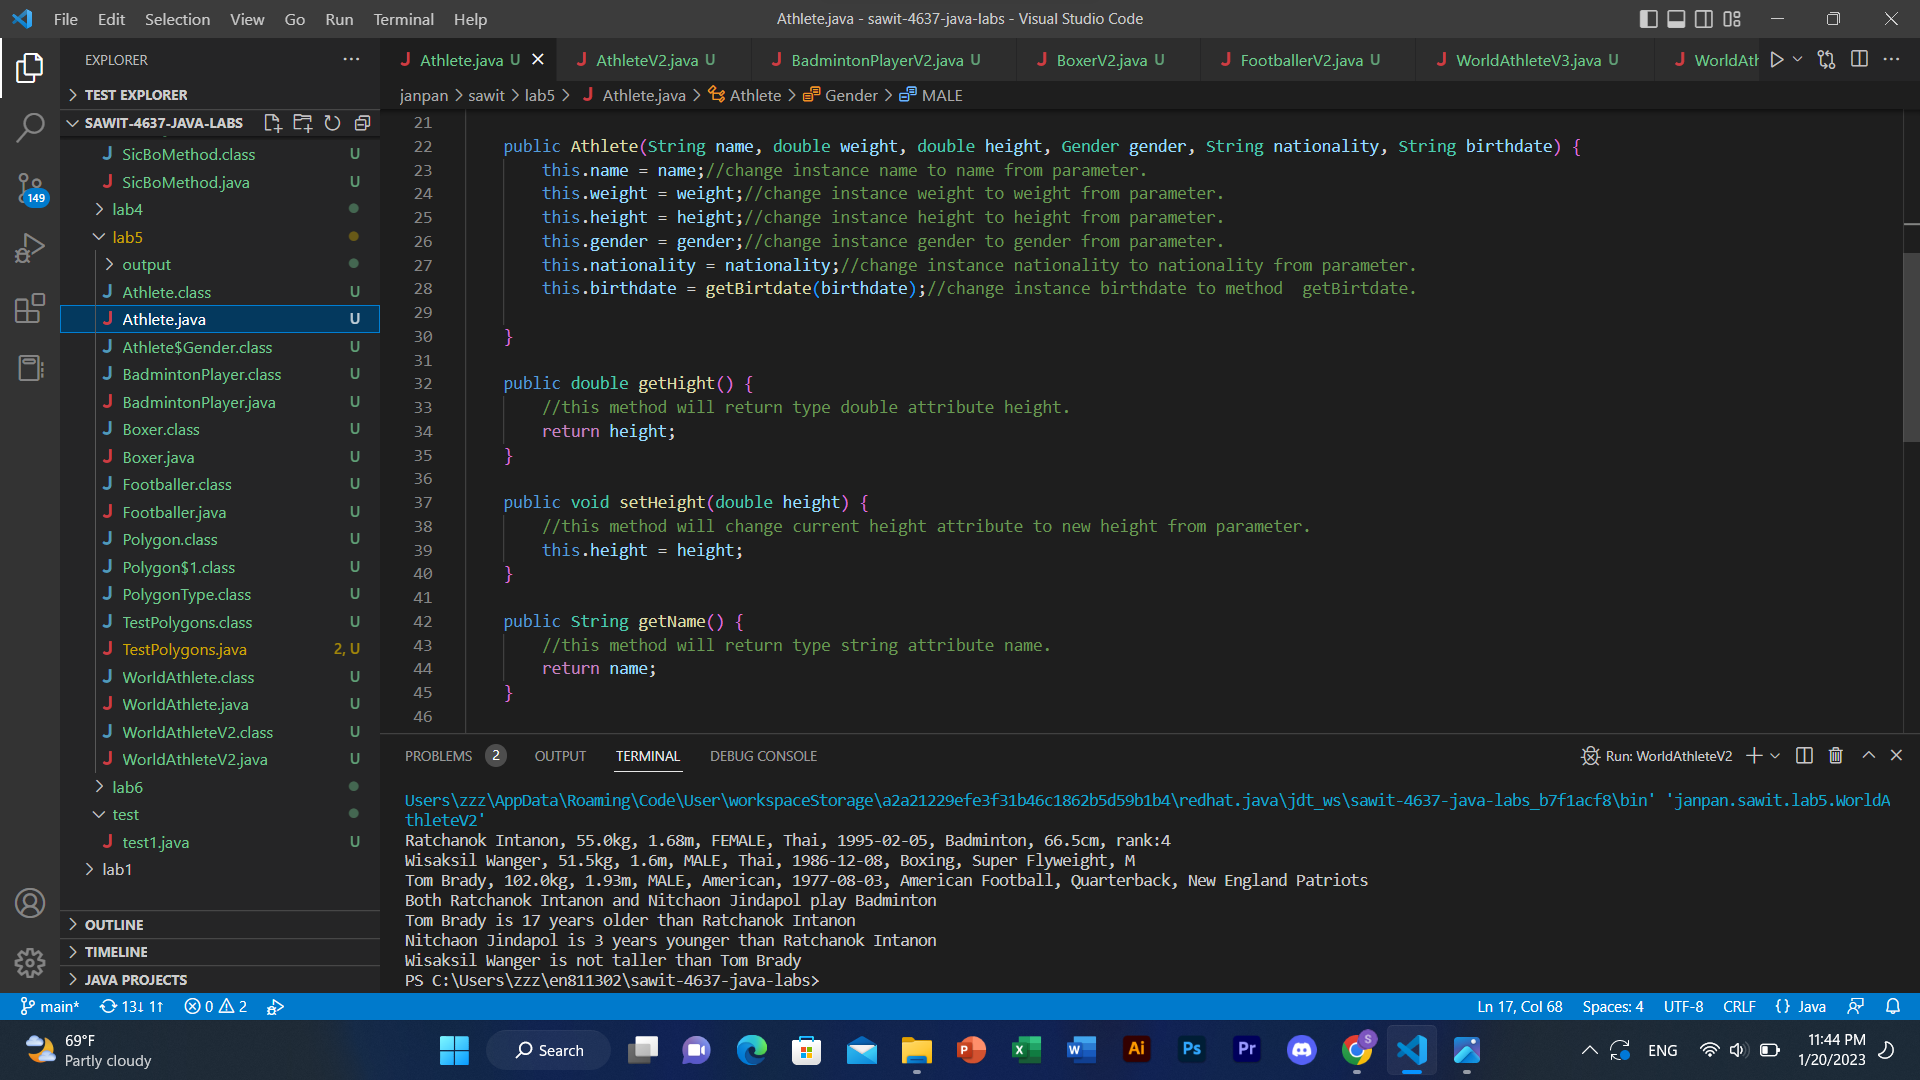 File Edit Selection View Go Run Terminal Help
Athlete.java - sawit-4637-java-labs - Visual Studio Code
EXPLORER
TEST EXPLORER
SAWIT-4637-JAVA-LABS
SicBoMethod.class U
SicBoMethod.java U
lab4
lab5
output
Athlete.class U
Athlete.java U
Athlete$Gender.class U
BadmintonPlayer.class U
BadmintonPlayer.java U
Boxer.class U
Boxer.java U
Footballer.class U
Footballer.java U
Polygon.class U
Polygon$1.class U
PolygonType.class U
TestPolygons.class U
TestPolygons.java 2, U
WorldAthlete.class U
WorldAthlete.java U
WorldAthleteV2.class U
WorldAthleteV2.java U
lab6
test
test1.java U
lab1
OUTLINE
TIMELINE
JAVA PROJECTS
149
Athlete.java U AthleteV2.java U BadmintonPlayerV2.java U BoxerV2.java U FootballerV2.java U WorldAthleteV3.java U WorldAth
janpan > sawit > lab5 > Athlete.java > Athlete > Gender > MALE
21
22 public Athlete(String name, double weight, double height, Gender gender, String nationality, String birthdate) {
23 this.name = name;//change instance name to name from parameter.
24 this.weight = weight;//change instance weight to weight from parameter.
25 this.height = height;//change instance height to height from parameter.
26 this.gender = gender;//change instance gender to gender from parameter.
27 this.nationality = nationality;//change instance nationality to nationality from parameter.
28 this.birthdate = getBirtdate(birthdate);//change instance birthdate to method  getBirtdate.
29
30 }
31
32 public double getHight() {
33 //this method will return type double attribute height.
34 return height;
35 }
36
37 public void setHeight(double height) {
38 //this method will change current height attribute to new height from parameter.
39 this.height = height;
40 }
41
42 public String getName() {
43 //this method will return type string attribute name.
44 return name;
45 }
46
PROBLEMS 2 OUTPUT TERMINAL DEBUG CONSOLE
Run: WorldAthleteV2
Users\zzz\AppData\Roaming\Code\User\workspaceStorage\a2a21229efe3f31b46c1862b5d59b1b4\redhat.java\jdt_ws\sawit-4637-java-labs_b7f1acf8\bin' 'janpan.sawit.lab5.WorldA
thleteV2'
Ratchanok Intanon, 55.0kg, 1.68m, FEMALE, Thai, 1995-02-05, Badminton, 66.5cm, rank:4
Wisaksil Wanger, 51.5kg, 1.6m, MALE, Thai, 1986-12-08, Boxing, Super Flyweight, M
Tom Brady, 102.0kg, 1.93m, MALE, American, 1977-08-03, American Football, Quarterback, New England Patriots
Both Ratchanok Intanon and Nitchaon Jindapol play Badminton
Tom Brady is 17 years older than Ratchanok Intanon
Nitchaon Jindapol is 3 years younger than Ratchanok Intanon
Wisaksil Wanger is not taller than Tom Brady
PS C:\Users\zzz\en811302\sawit-4637-java-labs>
main* 13↓ 1↑ 0 2
Ln 17, Col 68 Spaces: 4 UTF-8 CRLF {} Java
69°F
Partly cloudy
Search
P X W Ai Ps Pr S
ENG
11:44 PM
1/20/2023